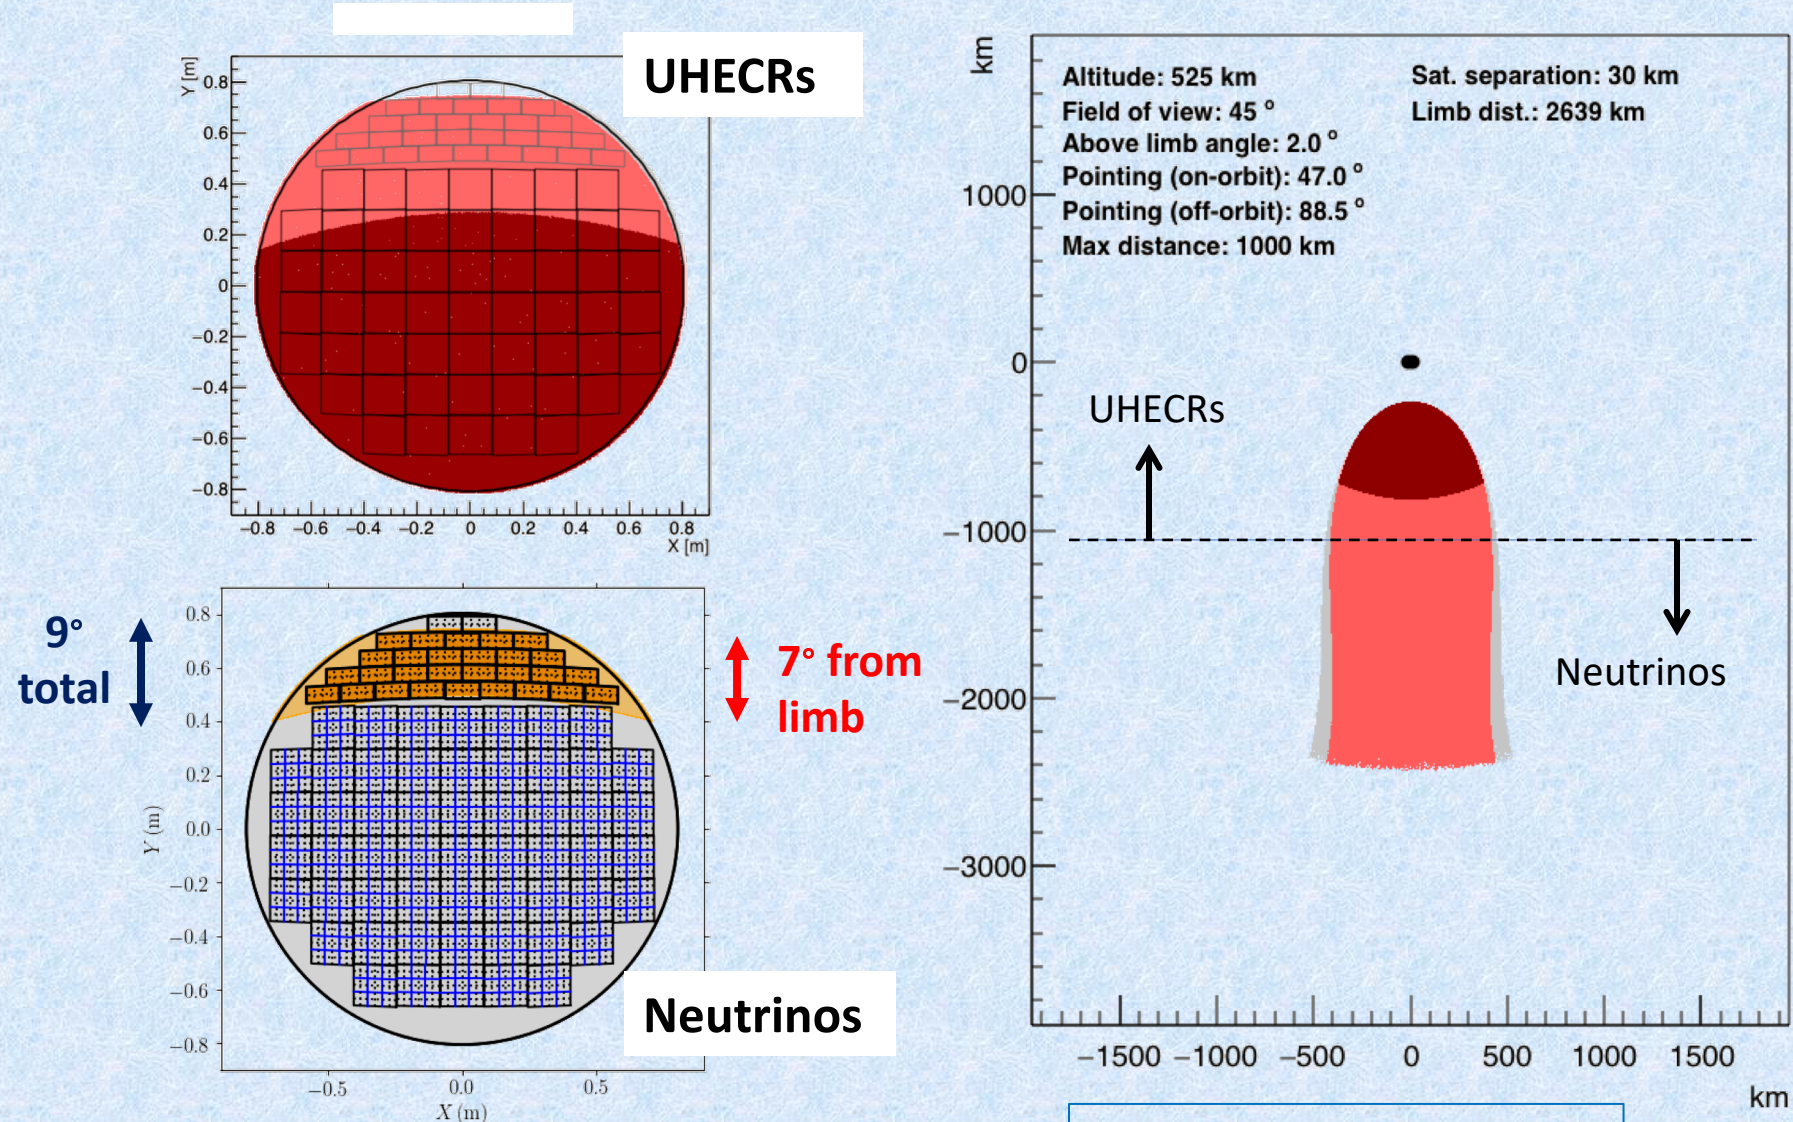 UHECRs
Y [m]
0.8
0.6
0.4
0.2
0
−0.2
−0.4
−0.6
−0.8
−0.8 −0.6 −0.4 −0.2 0 0.2 0.4 0.6 0.8
X [m]
9°
total
7° from
limb
0.8
0.6
0.4
0.2
0.0
−0.2
−0.4
−0.6
−0.8
Y (m)
−0.5 0.0 0.5
X (m)
Neutrinos
km
Altitude: 525 km
Field of view: 45 °
Above limb angle: 2.0 °
Pointing (on-orbit): 47.0 °
Pointing (off-orbit): 88.5 °
Max distance: 1000 km
Sat. separation: 30 km
Limb dist.: 2639 km
1000
0
−1000
−2000
−3000
UHECRs
Neutrinos
−1500 −1000 −500 0 500 1000 1500
km